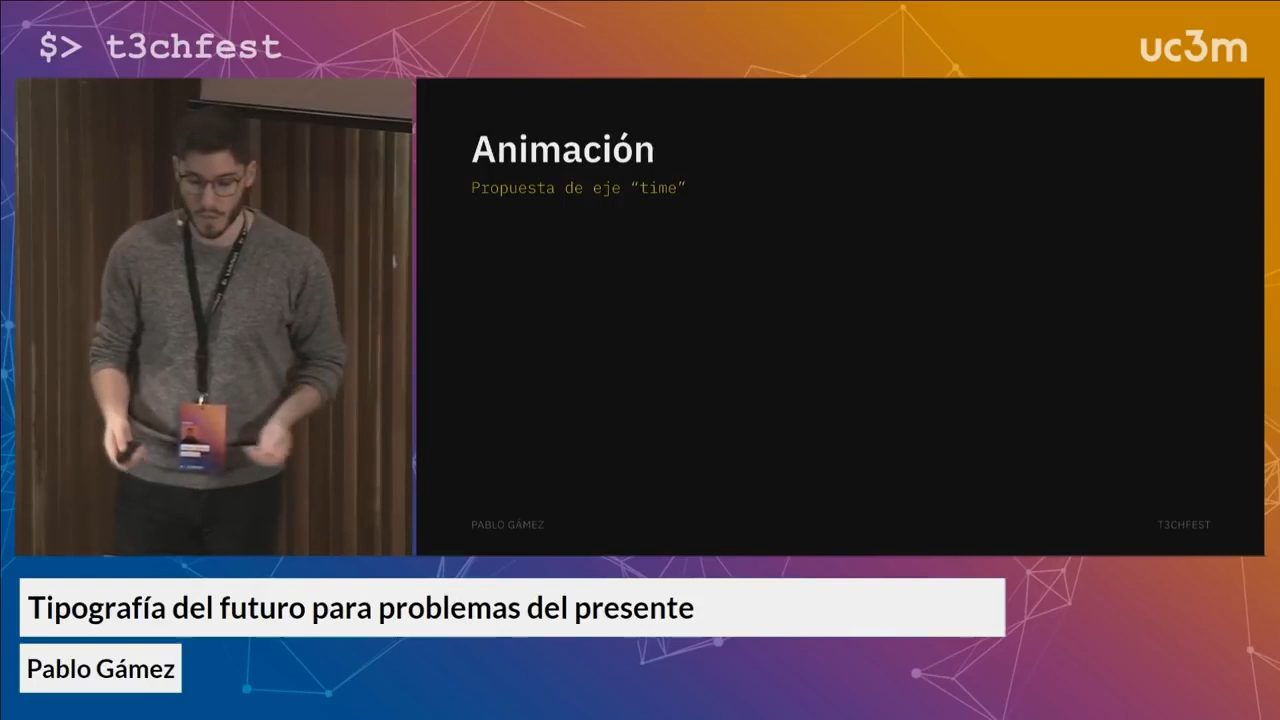 $> t3chfest
uc3m
Animación
Propuesta de eje “time”
PABLO GÁMEZ
T3CHFEST
Tipografía del futuro para problemas del presente
Pablo Gámez